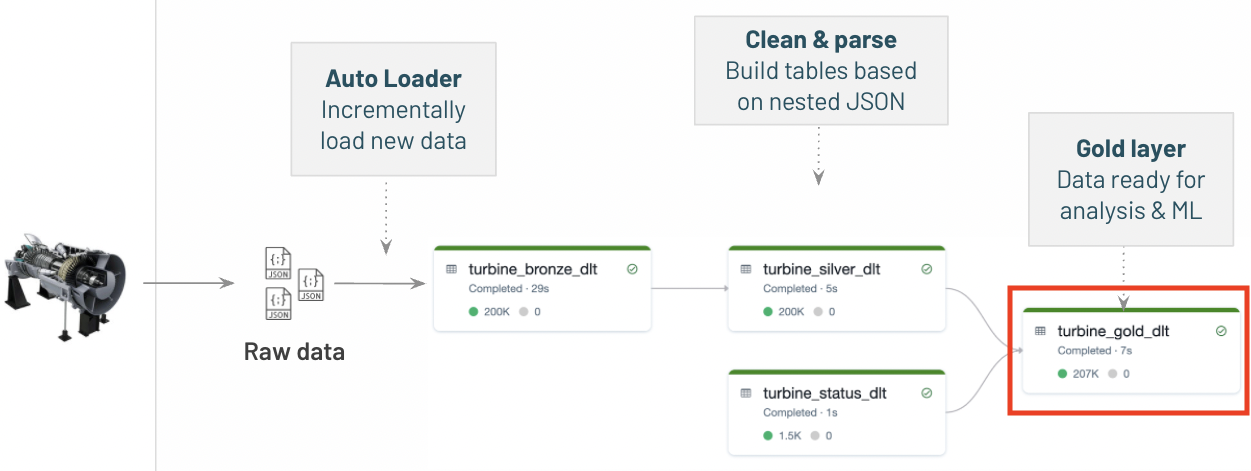 Auto Loader
Incrementally
load new data
Clean & parse
Build tables based
on nested JSON
Gold layer
Data ready for
analysis & ML
{;}
JSON
{;}
JSON
{;}
JSON
Raw data
turbine_bronze_dlt
Completed · 29s
200K 0
turbine_silver_dlt
Completed · 5s
200K 0
turbine_status_dlt
Completed · 1s
1.5K 0
turbine_gold_dlt
Completed · 7s
207K 0